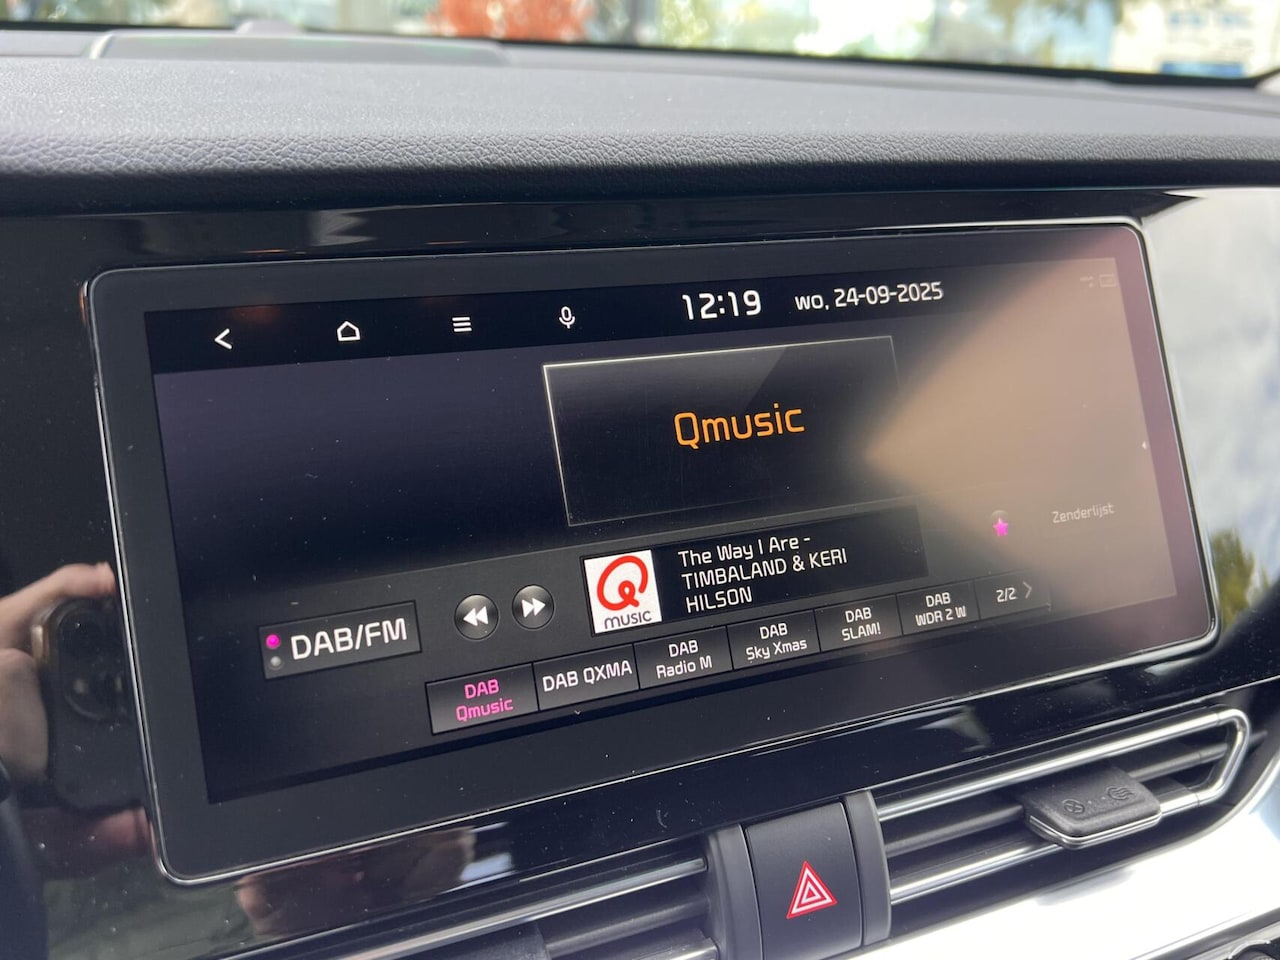 12:19 wo, 24-09-2025
Qmusic
Zenderlijst
The Way I Are -
TIMBALAND & KERI
HILSON
MUSIC
DAB/FM
DAB
Qmusic
DAB QXMA
DAB
Radio M
DAB
Sky Xmas
DAB
SLAM!
DAB
WDR 2 W
2/2